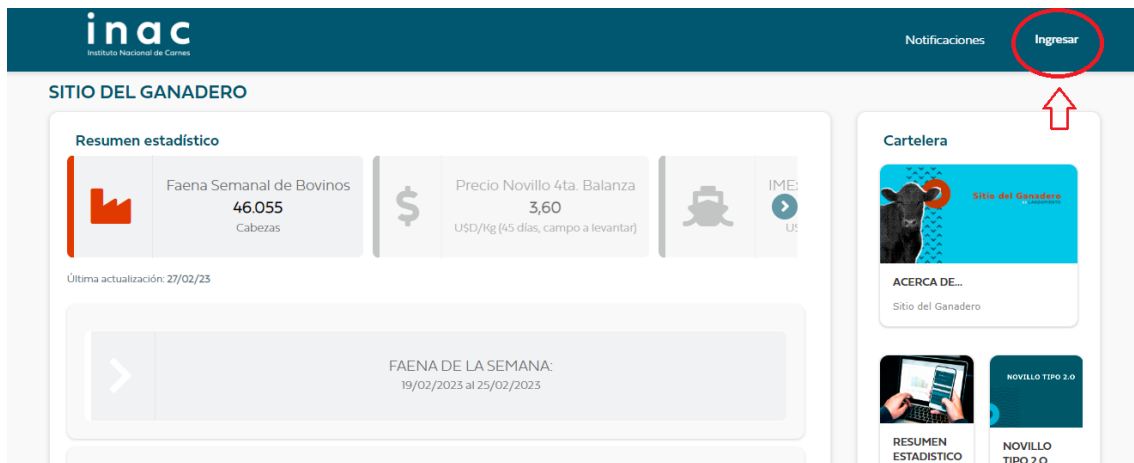 inac
Instituto Nacional de Carnes
Notificaciones
Ingresar
SITIO DEL GANADERO
Resumen estadístico
Faena Semanal de Bovinos
46.055
Cabezas
$
Precio Novillo 4ta. Balanza
3,60
U$D/Kg (45 días, campo a levantar)
IME:
US
Última actualización: 27/02/23
FAENA DE LA SEMANA:
19/02/2023 al 25/02/2023
Cartelera
Sitio del Ganadero
ACERCA DE...
Sitio del Ganadero
RESUMEN
ESTADISTICO
NOVILLO TIPO 2.0
NOVILLO
TIPO 2.0